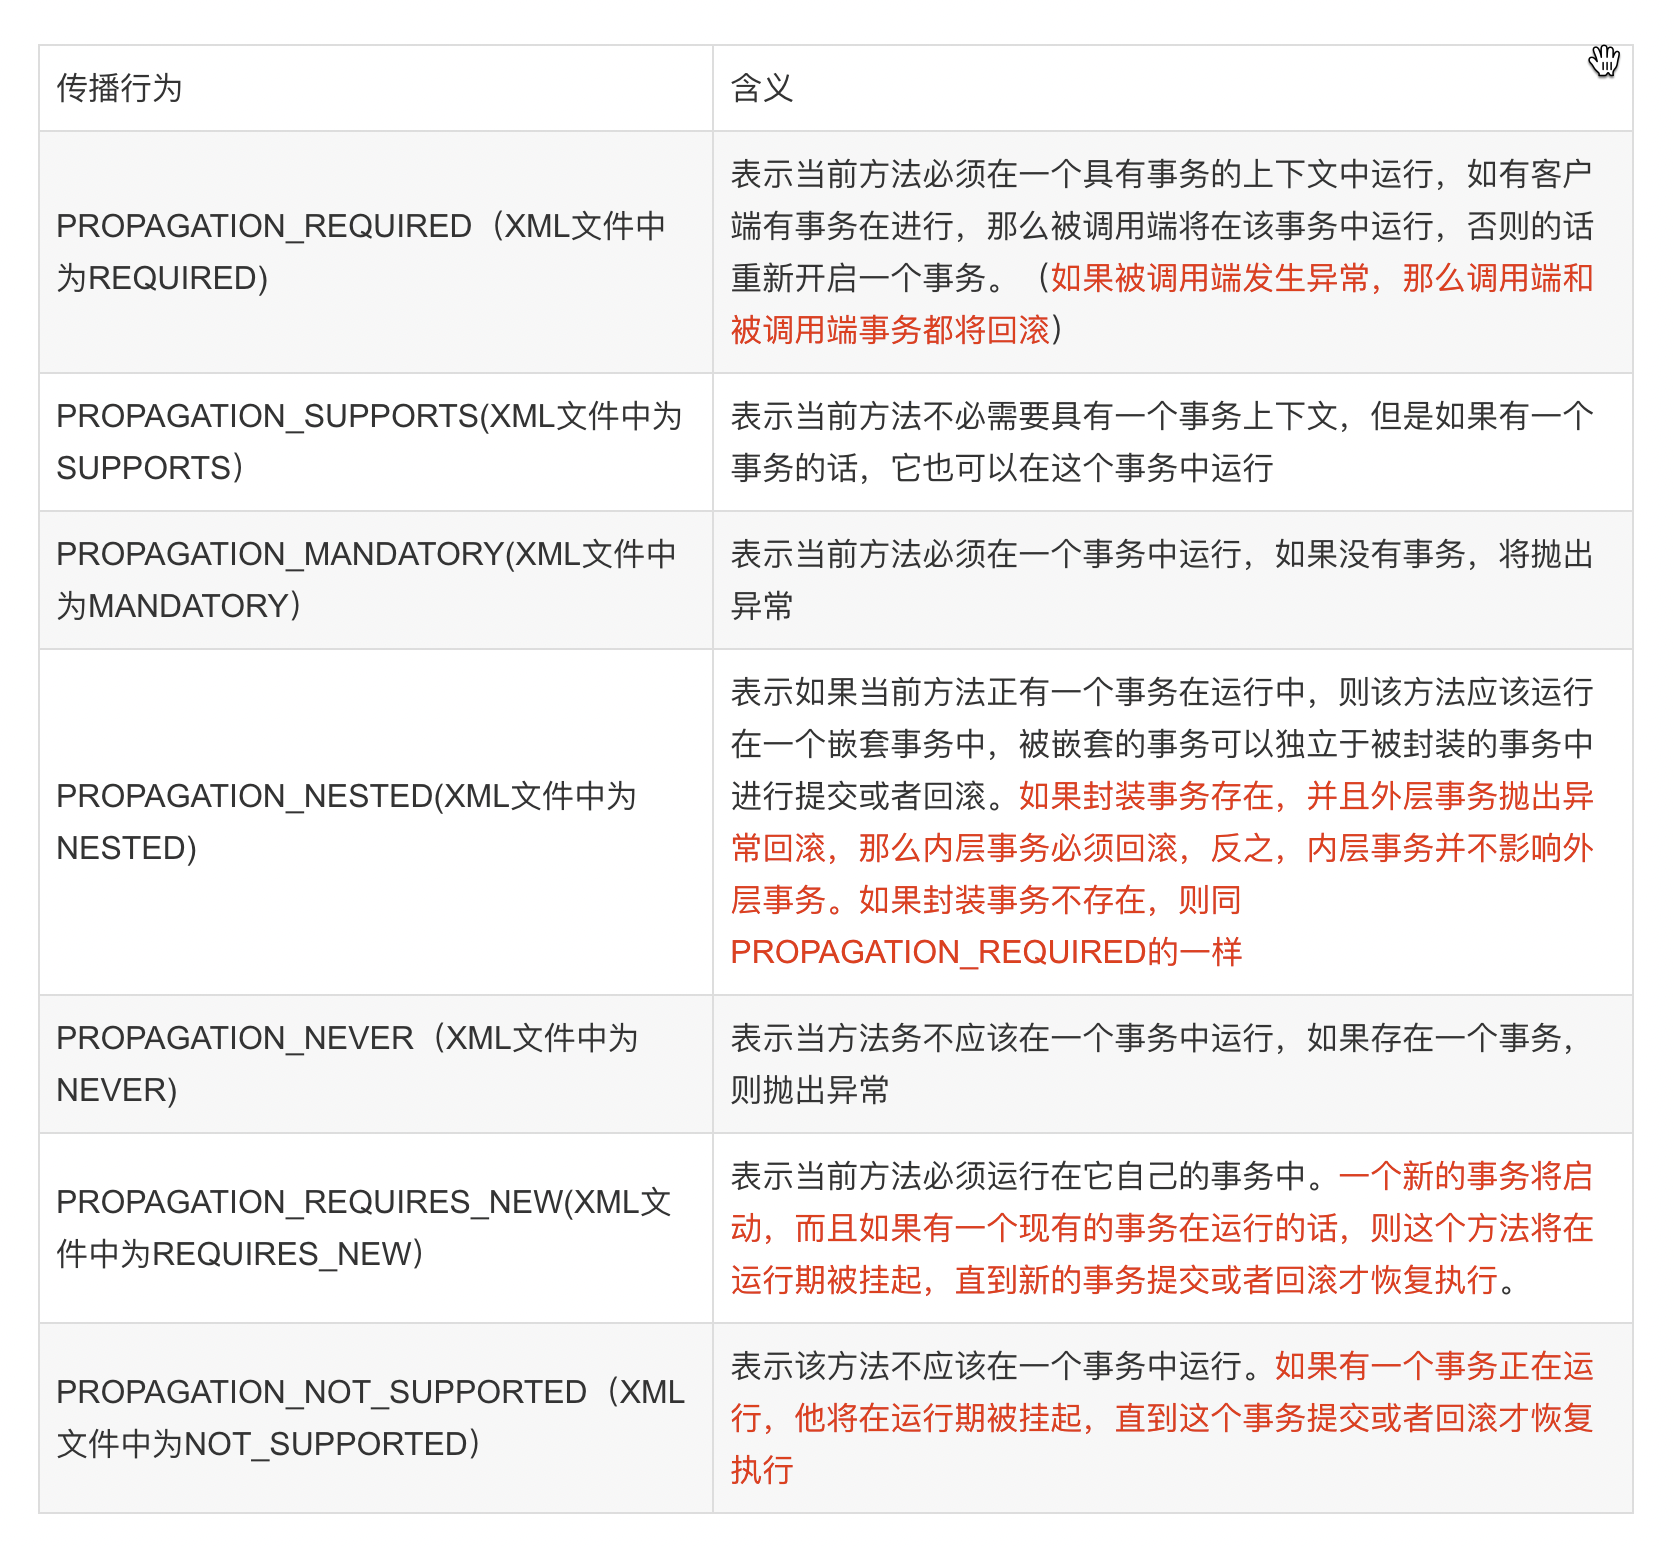 传播行为
含义
PROPAGATION_REQUIRED（XML文件中
为REQUIRED)
表示当前方法必须在一个具有事务的上下文中运行，如有客户
端有事务在进行，那么被调用端将在该事务中运行，否则的话
重新开启一个事务。（如果被调用端发生异常，那么调用端和
被调用端事务都将回滚）
PROPAGATION_SUPPORTS(XML文件中为
SUPPORTS）
表示当前方法不必需要具有一个事务上下文，但是如果有一个
事务的话，它也可以在这个事务中运行
PROPAGATION_MANDATORY(XML文件中
为MANDATORY）
表示当前方法必须在一个事务中运行，如果没有事务，将抛出
异常
PROPAGATION_NESTED(XML文件中为
NESTED)
表示如果当前方法正有一个事务在运行中，则该方法应该运行
在一个嵌套事务中，被嵌套的事务可以独立于被封装的事务中
进行提交或者回滚。如果封装事务存在，并且外层事务抛出异
常回滚，那么内层事务必须回滚，反之，内层事务并不影响外
层事务。如果封装事务不存在，则同
PROPAGATION_REQUIRED的一样
PROPAGATION_NEVER（XML文件中为
NEVER)
表示当方法务不应该在一个事务中运行，如果存在一个事务，
则抛出异常
PROPAGATION_REQUIRES_NEW(XML文
件中为REQUIRES_NEW）
表示当前方法必须运行在它自己的事务中。一个新的事务将启
动，而且如果有一个现有的事务在运行的话，则这个方法将在
运行期被挂起，直到新的事务提交或者回滚才恢复执行。
PROPAGATION_NOT_SUPPORTED（XML
文件中为NOT_SUPPORTED）
表示该方法不应该在一个事务中运行。如果有一个事务正在运
行，他将在运行期被挂起，直到这个事务提交或者回滚才恢复
执行